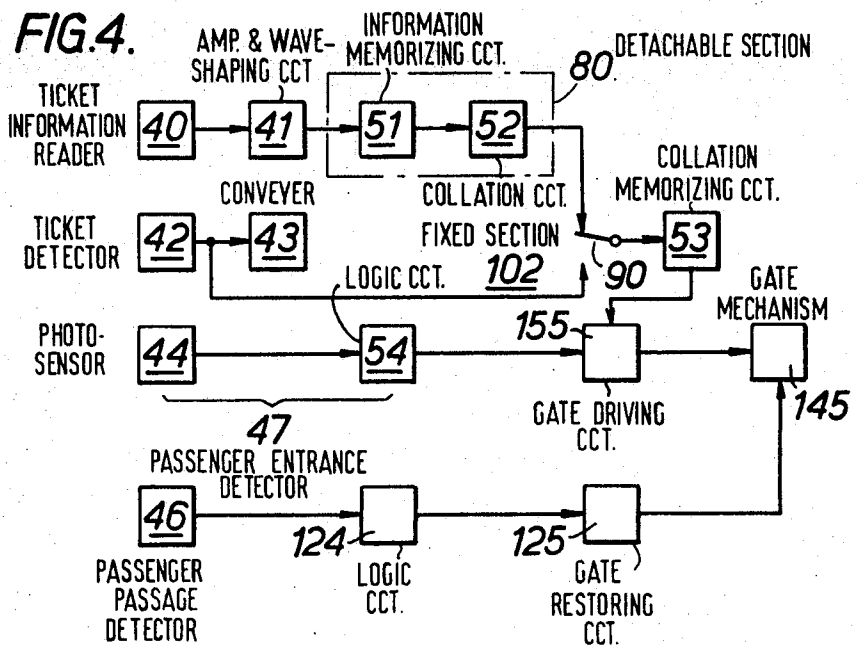 FIG.4.
AMP. & WAVE-
SHAPING CCT
INFORMATION
MEMORIZING CCT.
80.
DETACHABLE SECTION
TICKET
INFORMATION
READER
40
41
51
52
COLLATION CCT.
COLLATION
MEMORIZING CCT.
TICKET
DETECTOR
42
CONVEYER
43
FIXED SECTION
102
90
53
LOGIC CCT.
PHOTO-
SENSOR
44
54
155
GATE
MECHANISM
145
47
PASSENGER ENTRANCE
DETECTOR
GATE DRIVING
CCT.
46
124
125
PASSENGER
PASSAGE
DETECTOR
LOGIC
CCT.
GATE
RESTORING
CCT.